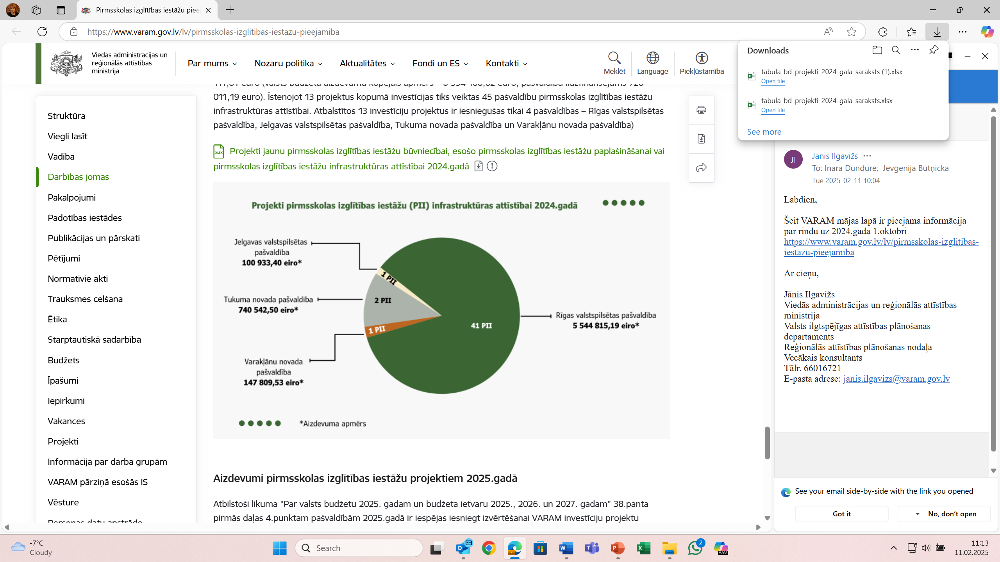 Pirmsskolas izglītības iestāžu piee
https://www.varam.gov.lv/lv/pirmsskolas-izglitibas-iestazu-pieejamiba
Viedās administrācijas un
reģionālās attīstības
ministrija
Par mums
Nozaru politika
Aktualitātes
Fondi un ES
Kontakti
Meklēt
Language
Piekļūstamība
Downloads
tabula_bd_projekti_2024_gala_saraksts (1).xlsx
Open file
tabula_bd_projekti_2024_gala_saraksts.xlsx
Open file
See more
Struktūra
Viegli lasīt
Vadība
Darbības jomas
Pakalpojumi
Padotības iestādes
Publikācijas un pārskati
Pētījumi
Normatīvie akti
Trauksmes celšana
Ētika
Starptautiskā sadarbība
Budžets
Īpašumi
Iepirkumi
Vakances
Projekti
Informācija par darba grupām
VARAM pārziņā esošās IS
Vēsture
Personas datu apstrāde
011,19 euro). Īstenojot 13 projektus kopumā investīcijas tiks veiktas 45 pašvaldību pirmsskolas izglītības iestāžu
infrastruktūras attīstībai. Atbalstītos 13 investīciju projektus ir iesniegušas tikai 4 pašvaldības – Rīgas valstspilsētas
pašvaldība, Jelgavas valstspilsētas pašvaldība, Tukuma novada pašvaldība un Varakļānu novada pašvaldība)
XLSX Projekti jaunu pirmsskolas izglītības iestāžu būvniecībai, esošo pirmsskolas izglītības iestāžu paplašināšanai vai
pirmsskolas izglītības iestāžu infrastruktūras attīstībai 2024.gadā
Projekti pirmsskolas izglītības iestāžu (PII) infrastruktūras attīstībai 2024.gadā
Jelgavas valstspilsētas
pašvaldība
100 933,40 eiro*
1 PII
Tukuma novada pašvaldība
740 542,50 eiro*
2 PII
Rīgas valstspilsētas pašvaldība
5 544 815,19 eiro*
41 PII
1 PII
Varakļānu novada
pašvaldība
147 809,53 eiro*
*Aizdevuma apmērs
Aizdevumi pirmsskolas izglītības iestāžu projektiem 2025.gadā
Atbilstoši likuma "Par valsts budžetu 2025. gadam un budžeta ietvaru 2025., 2026. un 2027. gadam” 38.panta
pirmās daļas 4.punktam pašvaldībām 2025.gadā ir iespējas iesniegt izvērtēšanai VARAM investīciju projektu
JI
Jānis Ilgavižs
To: Ināra Dundure; Jevgēnija Butņicka
Tue 2025-02-11 10:04
Labdien,
Šeit VARAM mājas lapā ir pieejama informācija
par rindu uz 2024.gada 1.oktobri
https://www.varam.gov.lv/lv/pirmsskolas-izglitibas-
iestazu-pieejamiba
Ar cieņu,
Jānis Ilgavižs
Viedās administrācijas un reģionālās attīstības
ministrija
Valsts ilgtspējīgas attīstības plānošanas
departaments
Reģionālās attīstības plānošanas nodaļa
Vecākais konsultants
Tālr. 66016721
E-pasta adrese: janis.ilgavizs@varam.gov.lv
See your email side-by-side with the link you opened
Got it
No, don’t open
-7°C
Cloudy
Search
2
M365
11:13
11.02.2025